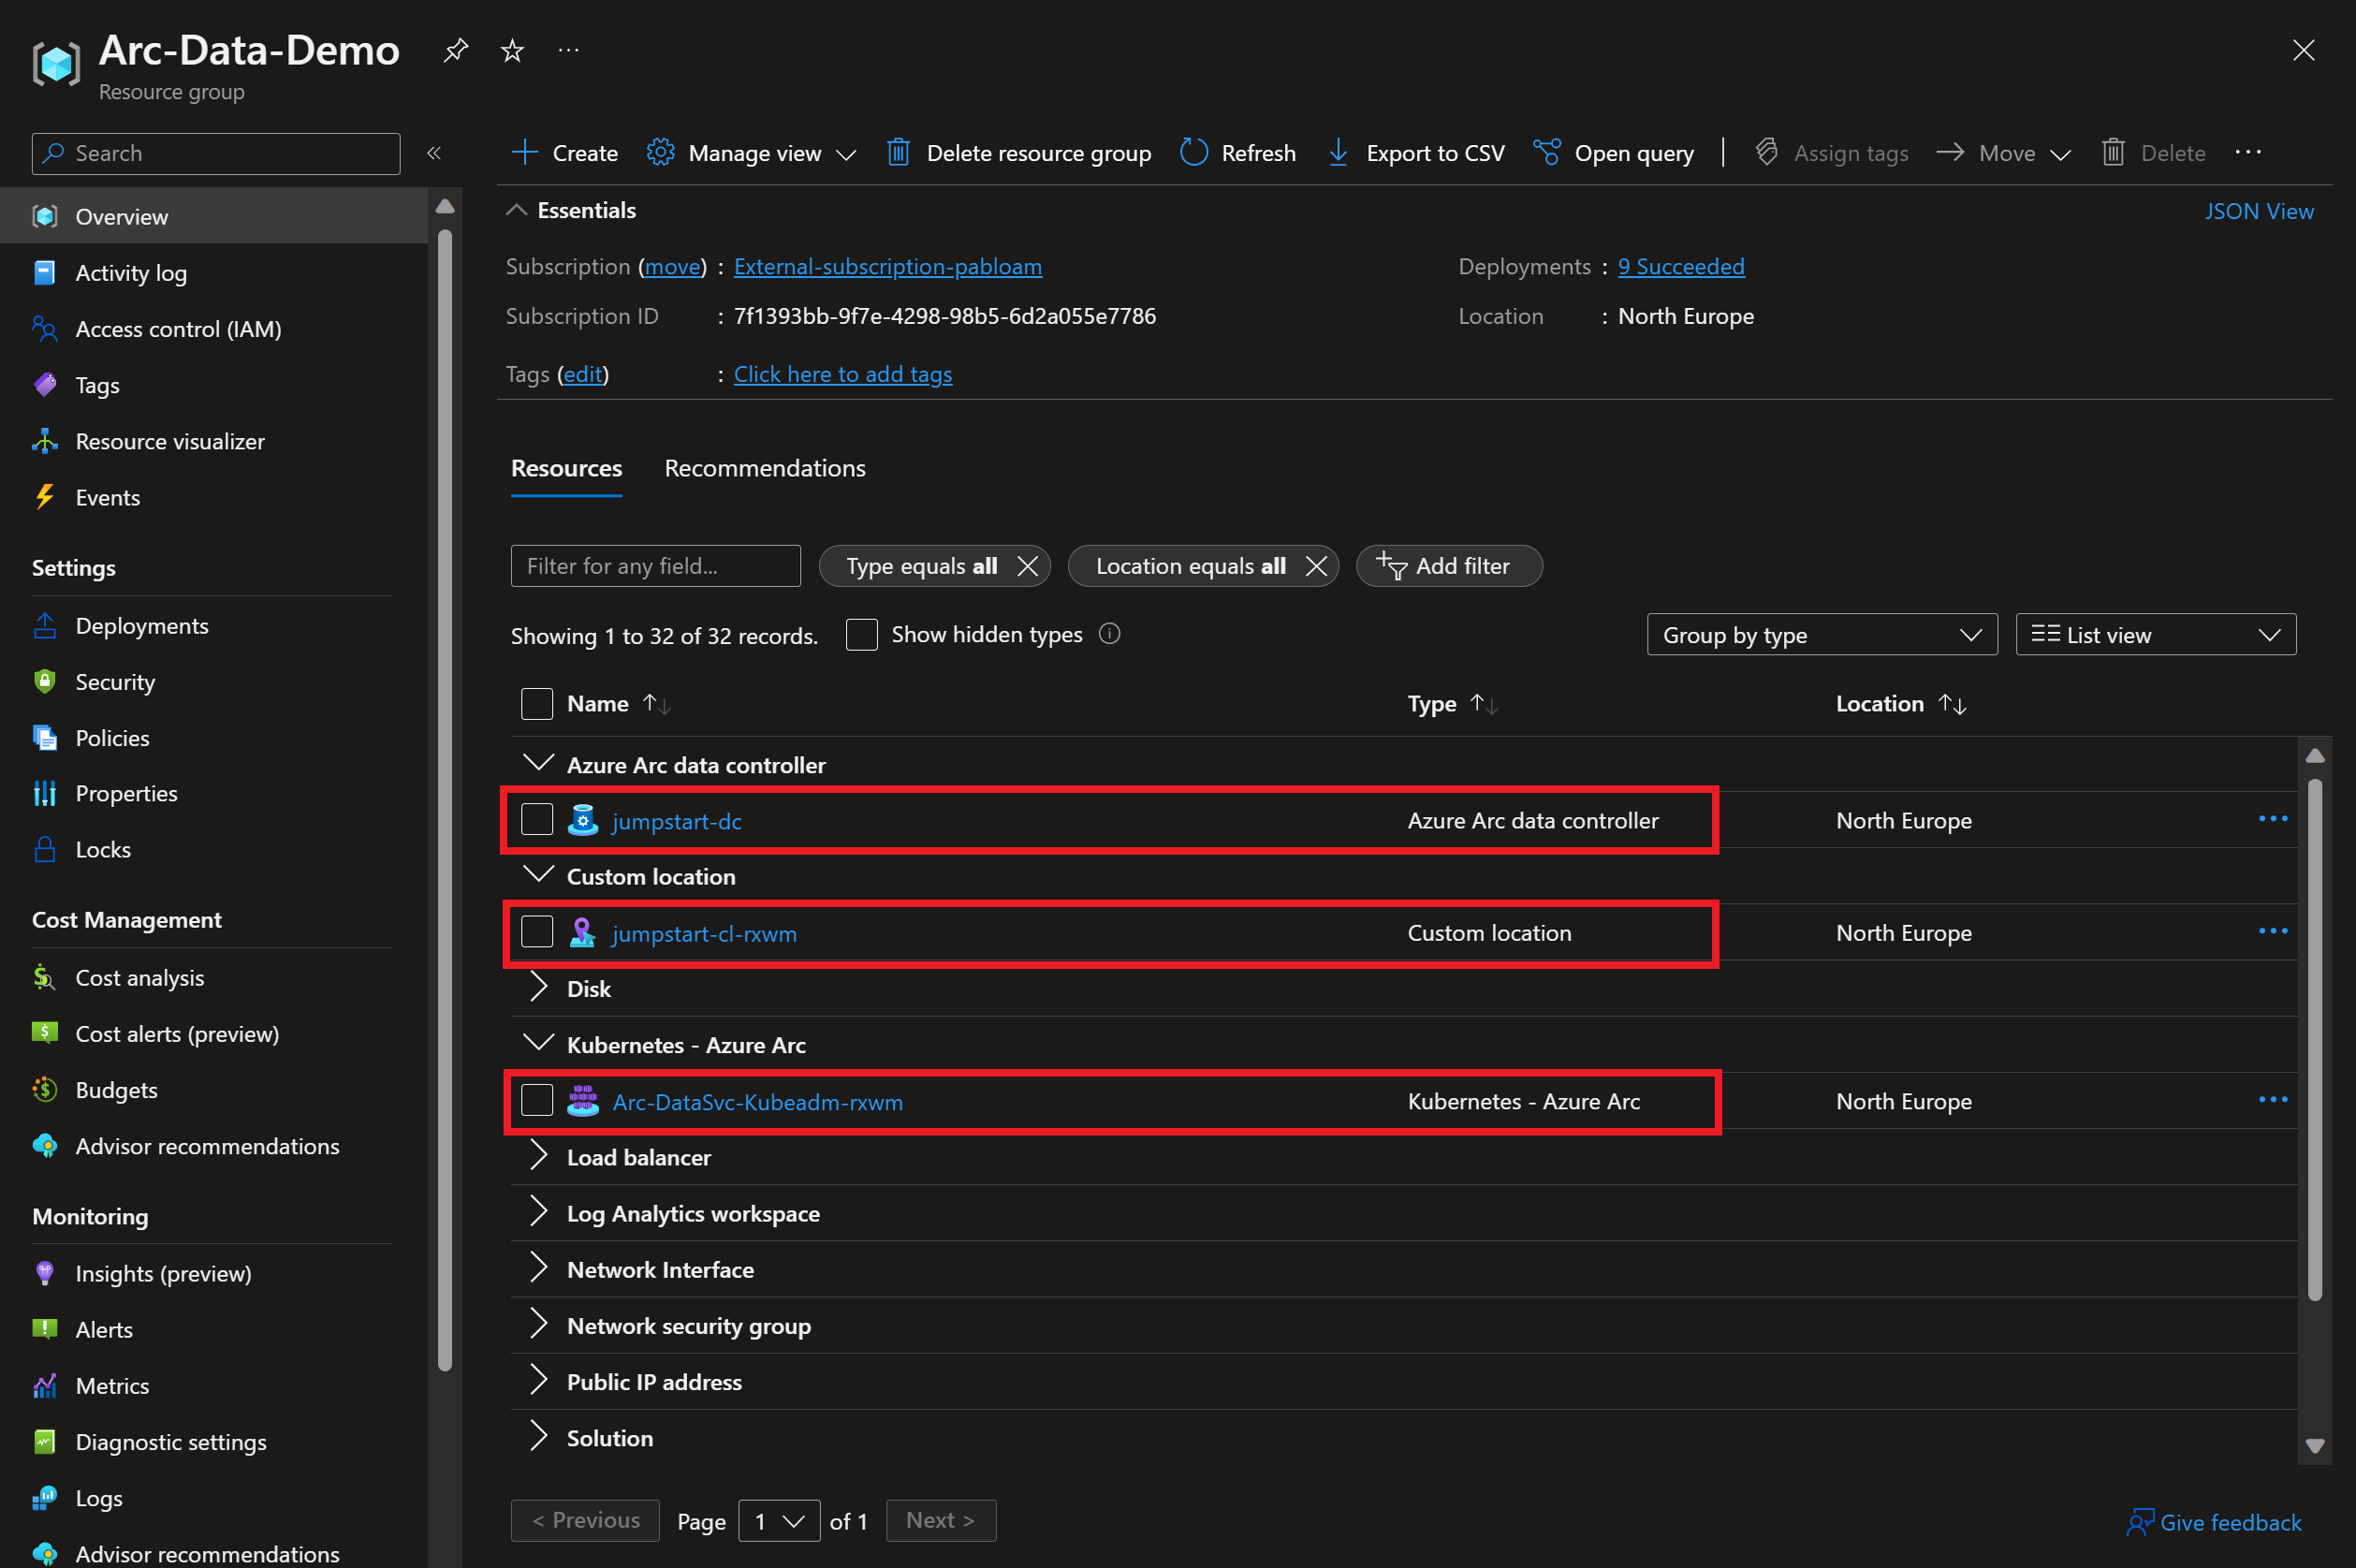 Arc-Data-Demo
Resource group
Search
Overview
Activity log
Access control (IAM)
Tags
Resource visualizer
Events
Settings
Deployments
Security
Policies
Properties
Locks
Cost Management
Cost analysis
Cost alerts (preview)
Budgets
Advisor recommendations
Monitoring
Insights (preview)
Alerts
Metrics
Diagnostic settings
Logs
Advisor recommendations
Create Manage view Delete resource group Refresh Export to CSV Open query Assign tags Move Delete
Essentials JSON View
Subscription (move) : External-subscription-pabloam Deployments : 9 Succeeded
Subscription ID : 7f1393bb-9f7e-4298-98b5-6d2a055e7786 Location : North Europe
Tags (edit) : Click here to add tags
Resources Recommendations
Filter for any field... Type equals all Location equals all Add filter
Showing 1 to 32 of 32 records. Show hidden types Group by type List view
Name Type Location
Azure Arc data controller
jumpstart-dc Azure Arc data controller North Europe
Custom location
jumpstart-cl-rxwm Custom location North Europe
Disk
Kubernetes - Azure Arc
Arc-DataSvc-Kubeadm-rxwm Kubernetes - Azure Arc North Europe
Load balancer
Log Analytics workspace
Network Interface
Network security group
Public IP address
Solution
< Previous Page 1 of 1 Next > Give feedback